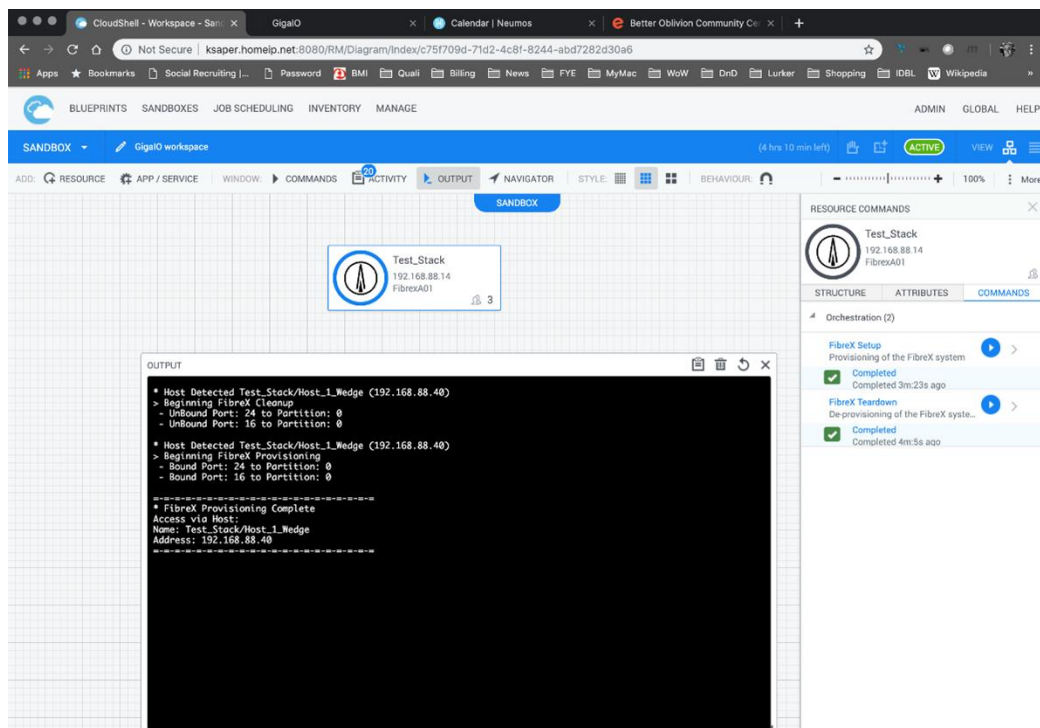 CloudShell - Workspace - San
GigaIO
Calendar | Neumos
Better Oblivion Community Ce
Not Secure | ksaper.homeip.net:8080/RM/Diagram/Index/c75f709d-71d2-4c8f-8244-abd7282d30a6
Apps Bookmarks Social Recruiting |... Password BMI Quali Billing News FYE MyMac WoW DnD Lurker Shopping IDBL W Wikipedia »
BLUEPRINTS SANDBOXES JOB SCHEDULING INVENTORY MANAGE ADMIN GLOBAL HELP
SANDBOX GigaIO workspace (4 hrs 10 min left) ACTIVE VIEW
ADD: RESOURCE APP / SERVICE WINDOW: COMMANDS 20 ACTIVITY OUTPUT NAVIGATOR STYLE: BEHAVIOUR: 100% More
SANDBOX
Test_Stack
192.168.88.14
FibrexA01
3
RESOURCE COMMANDS
Test_Stack
192.168.88.14
FibrexA01
STRUCTURE ATTRIBUTES COMMANDS
Orchestration (2)
FibreX Setup
Provisioning of the FibreX system
Completed
Completed 3m:23s ago
FibreX Teardown
De-provisioning of the FibreX syste...
Completed
Completed 4m:5s ago
OUTPUT
* Host Detected Test_Stack/Host_1_Wedge (192.168.88.40)
> Beginning FibreX Cleanup
- UnBound Port: 24 to Partition: 0
- UnBound Port: 16 to Partition: 0
* Host Detected Test_Stack/Host_1_Wedge (192.168.88.40)
> Beginning FibreX Provisioning
- Bound Port: 24 to Partition: 0
- Bound Port: 16 to Partition: 0
=-=-=-=-=-=-=-=-=-=-=-=-=-=-=-=-=-=-=
* FibreX Provisioning Complete
Access via Host:
Name: Test_Stack/Host_1_Wedge
Address: 192.168.88.40
=-=-=-=-=-=-=-=-=-=-=-=-=-=-=-=-=-=-=